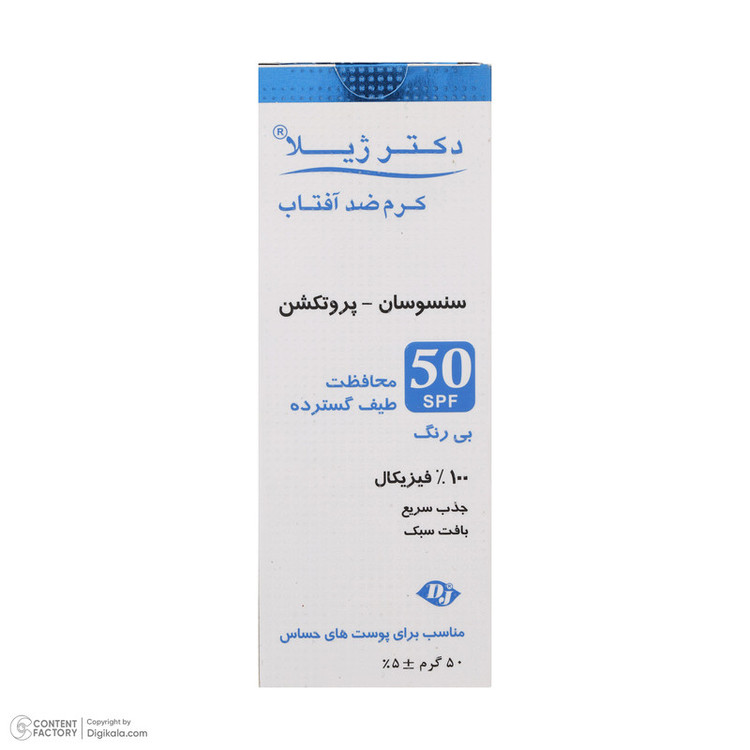 دکتر ژیلا®
کرم ضد آفتاب
سنسوسان - پروتکشن
50
SPF
محافظت
طیف گسترده
بی رنگ
۱۰۰ ٪ فیزیکال
جذب سریع
بافت سبک
DJ®
مناسب برای پوست های حساس
۵۰ گرم ± ۵٪
CONTENT FACTORY
Copyright by
Digikala.com